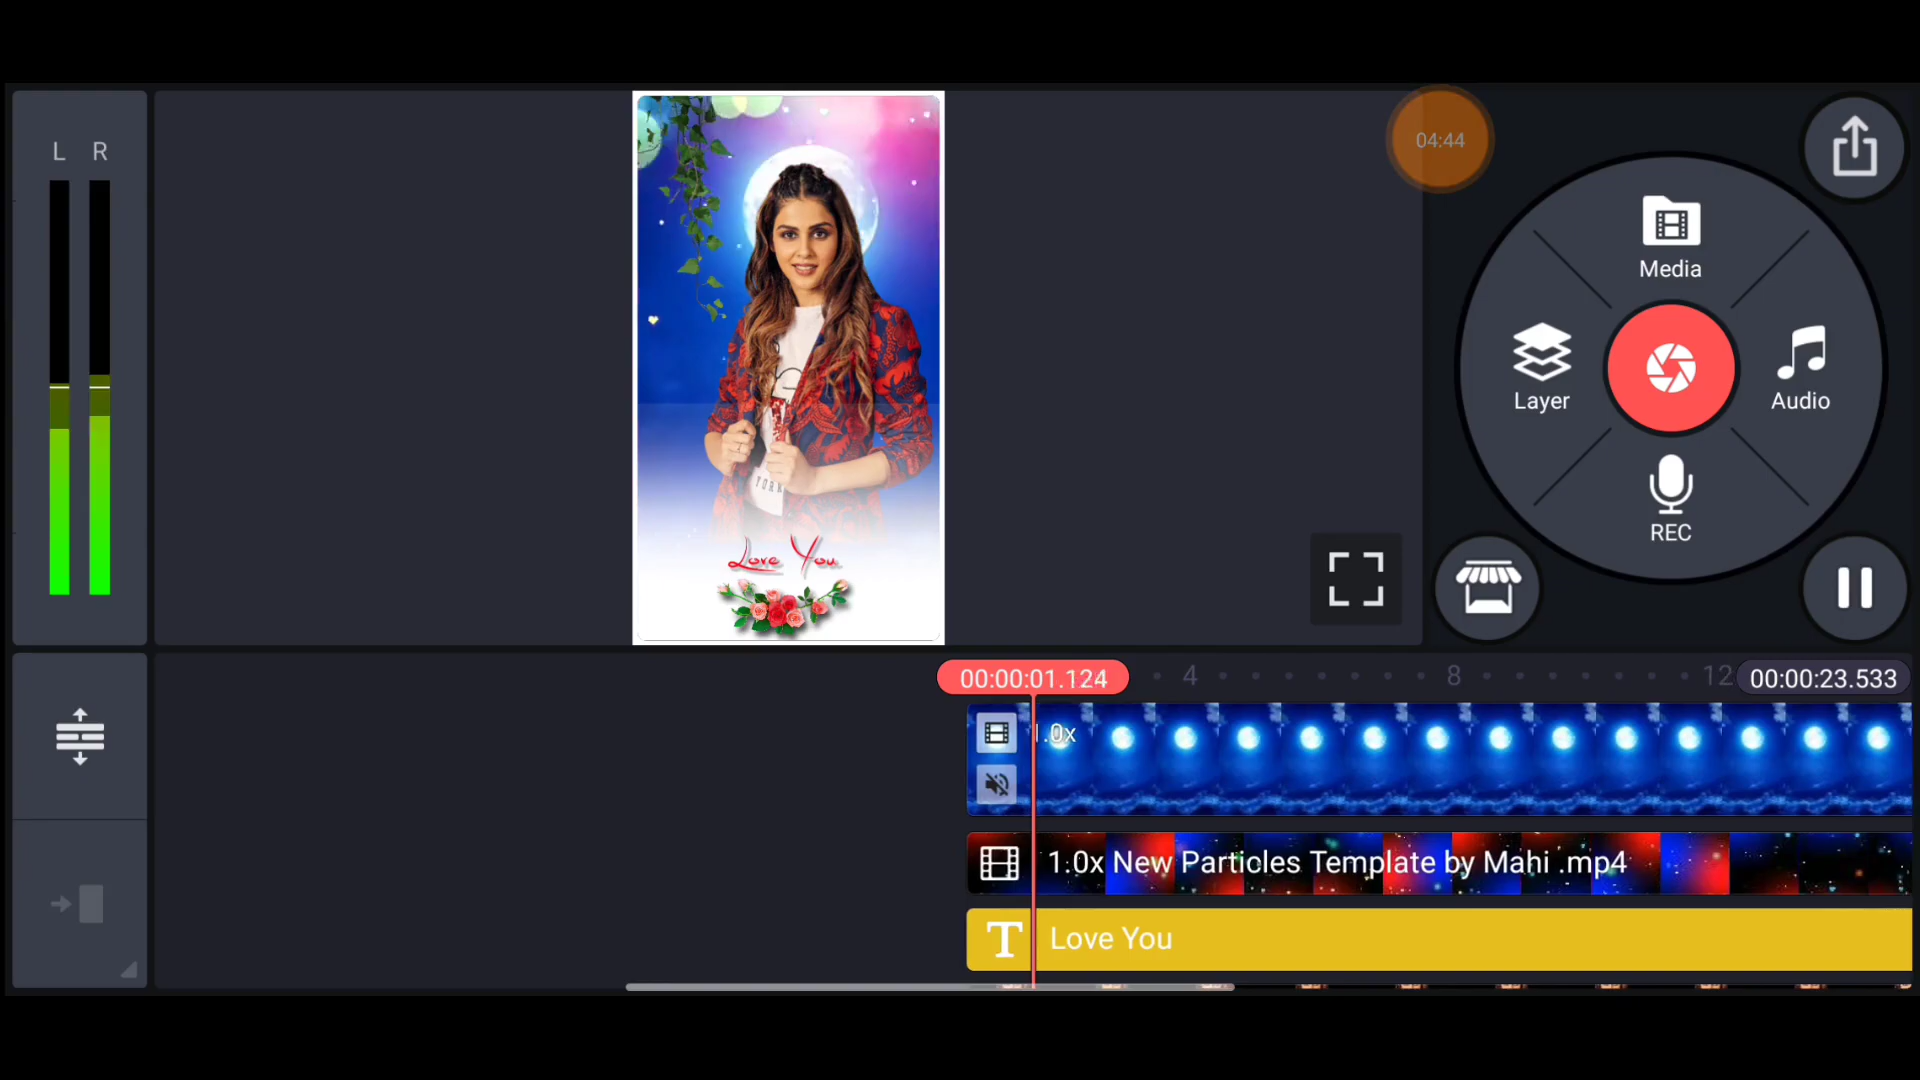 L R
04:44
Media
Layer
Audio
REC
YORK
Love You
00:00:01.124
4
8
12
00:00:23.533
1.0x
1.0x New Particles Template by Mahi .mp4
T Love You